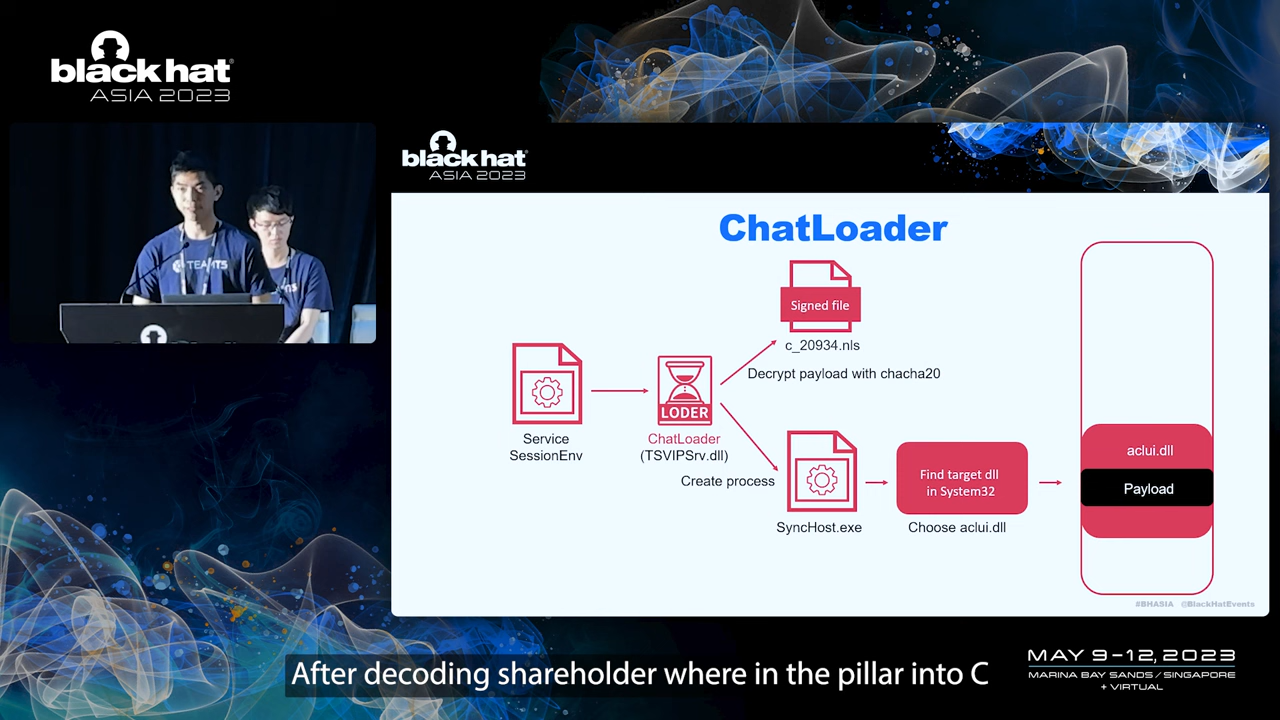 black hat
ASIA 2023
black hat
ASIA 2023
TEAMT5
ChatLoader
Signed file
c_20934.nls
Decrypt payload with chacha20
LODER
Service
SessionEnv
ChatLoader
(TSVIPSrv.dll)
Create process
SyncHost.exe
Find target dll
in System32
Choose aclui.dll
aclui.dll
Payload
#BHASIA @BlackHatEvents
After decoding shareholder where in the pillar into C
MAY 9-12, 2023
MARINA BAY SANDS / SINGAPORE
+ VIRTUAL